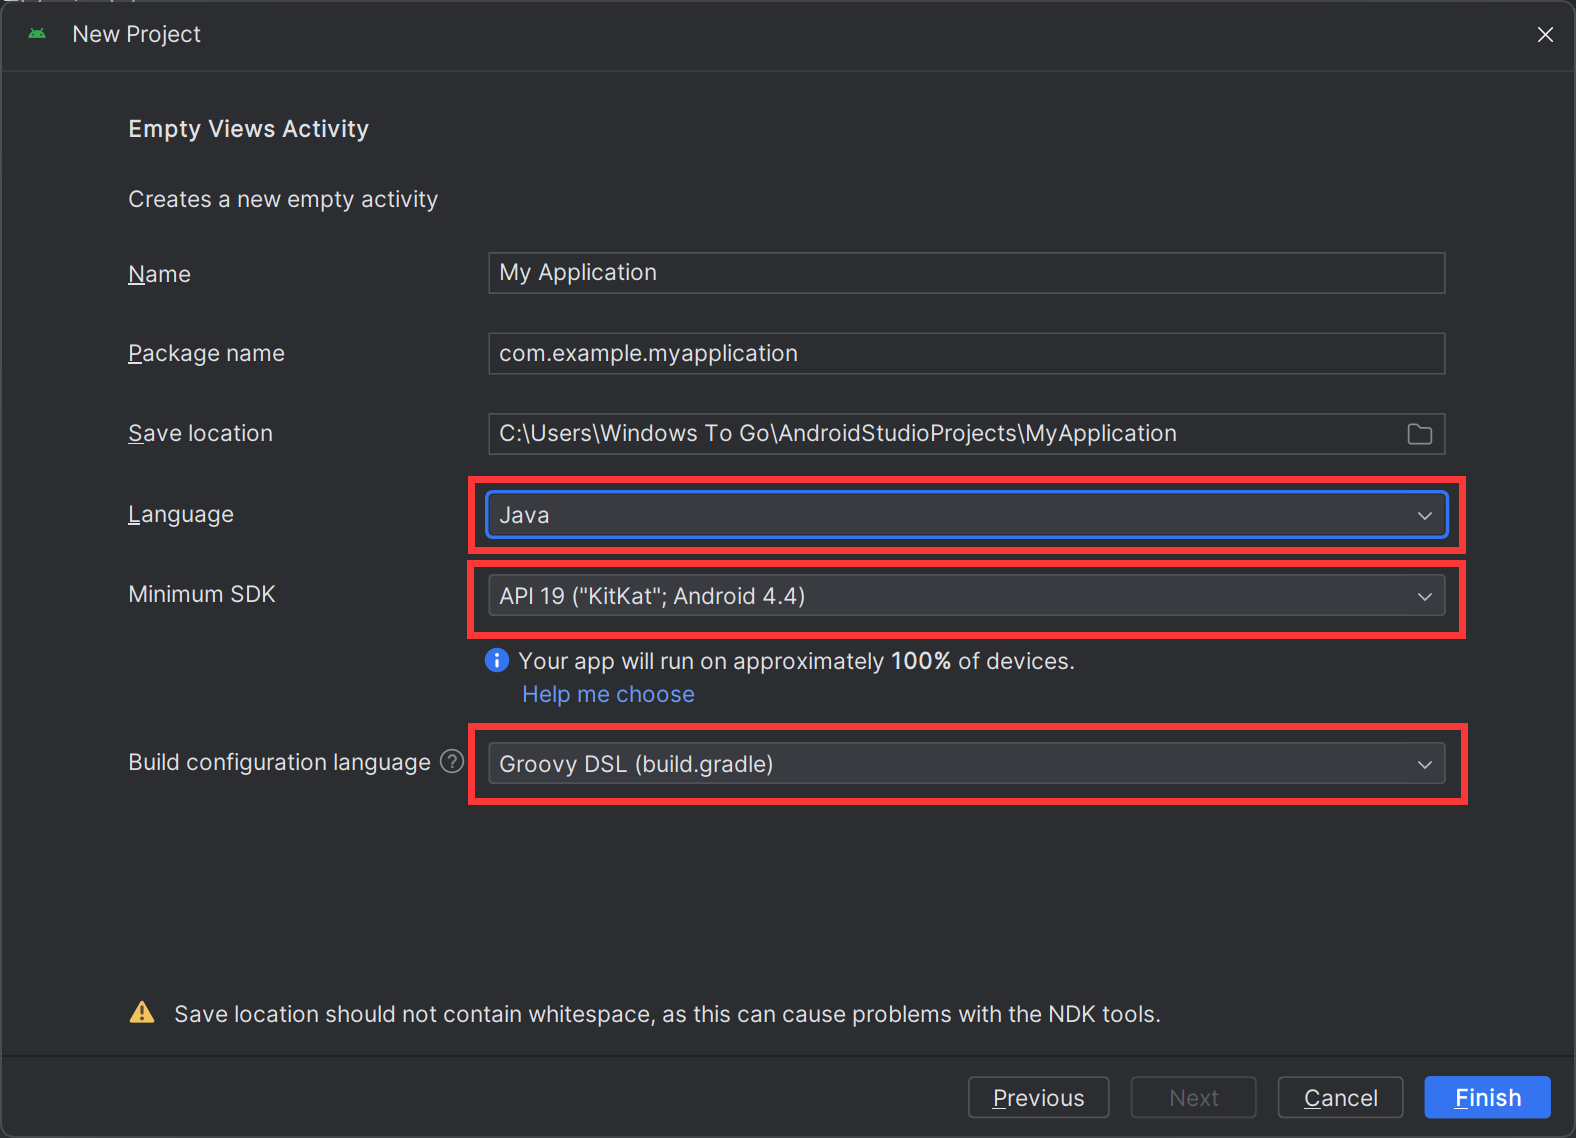 New Project
Empty Views Activity
Creates a new empty activity
Name My Application
Package name com.example.myapplication
Save location C:\Users\Windows To Go\AndroidStudioProjects\MyApplication
Language Java
Minimum SDK API 19 ("KitKat"; Android 4.4)
Your app will run on approximately 100% of devices.
Help me choose
Build configuration language ? Groovy DSL (build.gradle)
Save location should not contain whitespace, as this can cause problems with the NDK tools.
Previous Next Cancel Finish